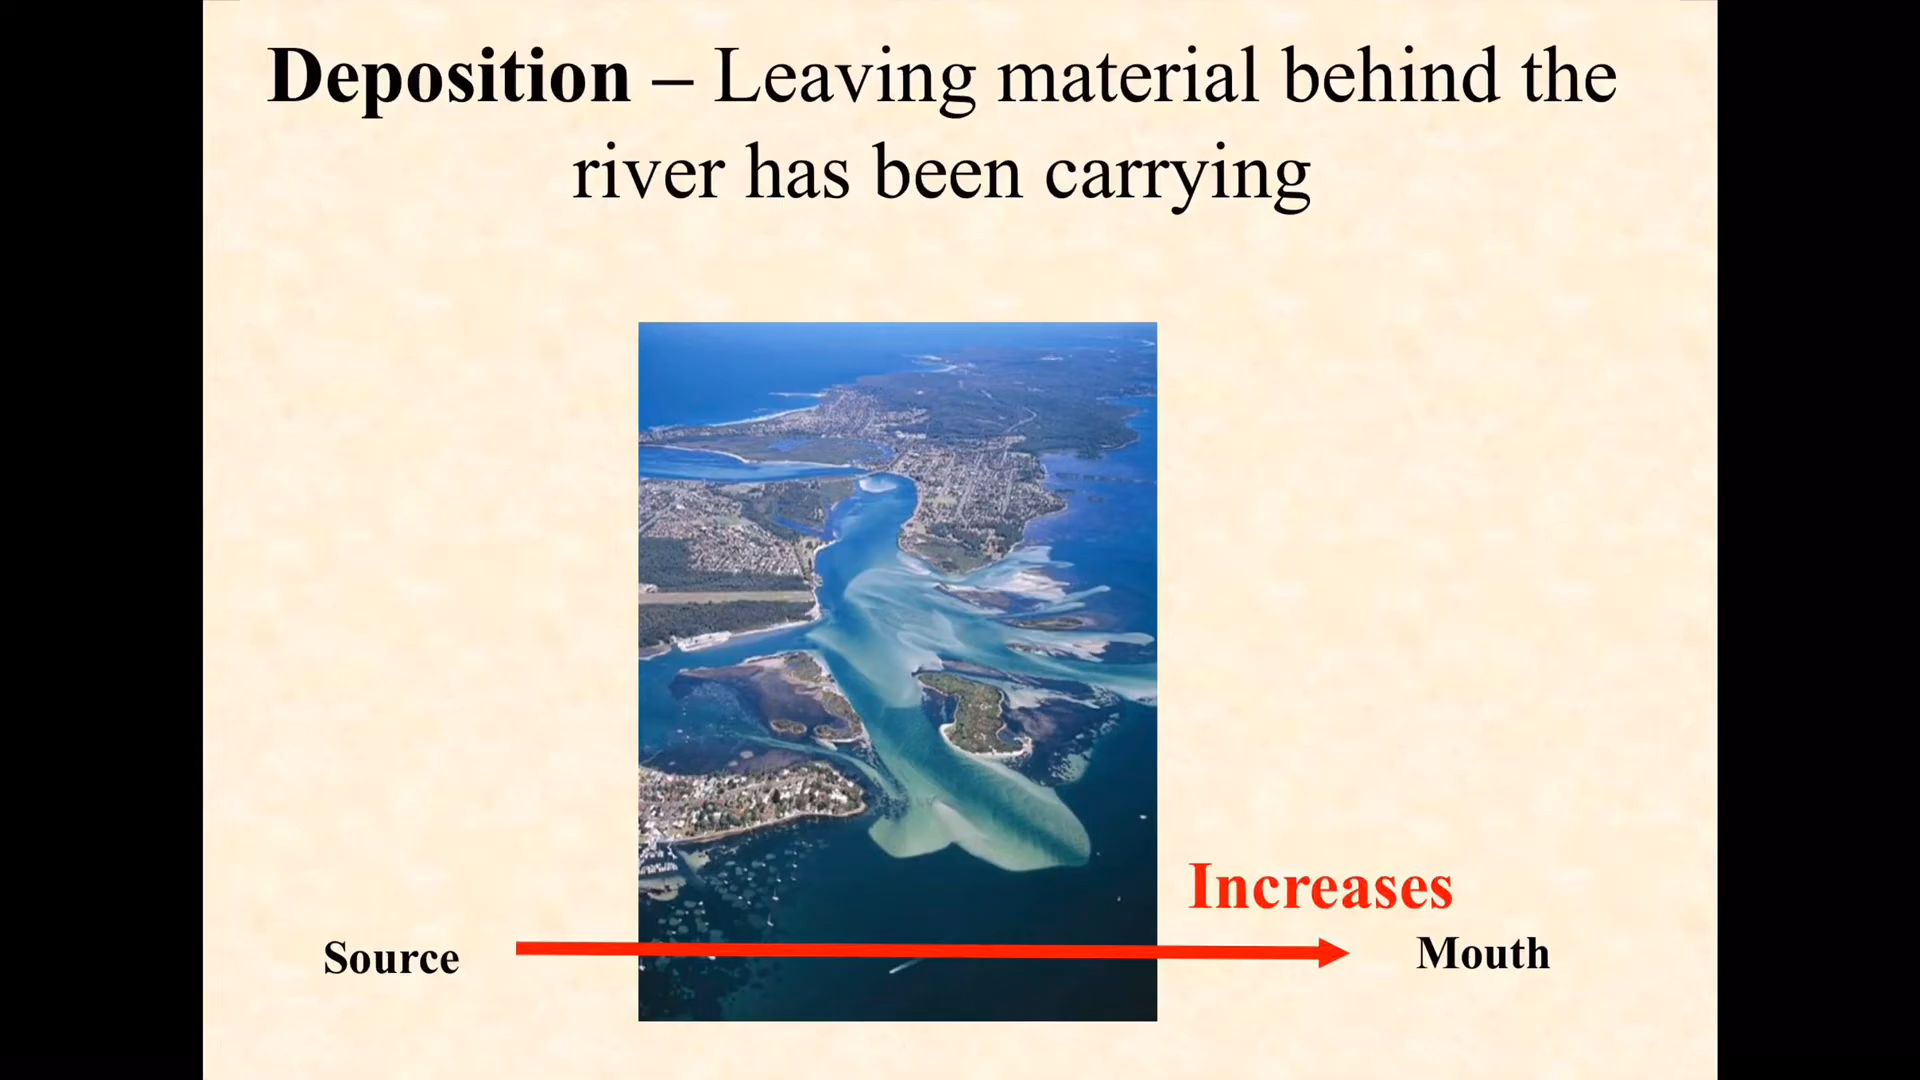 Deposition – Leaving material behind the
river has been carrying
Increases
Source
Mouth